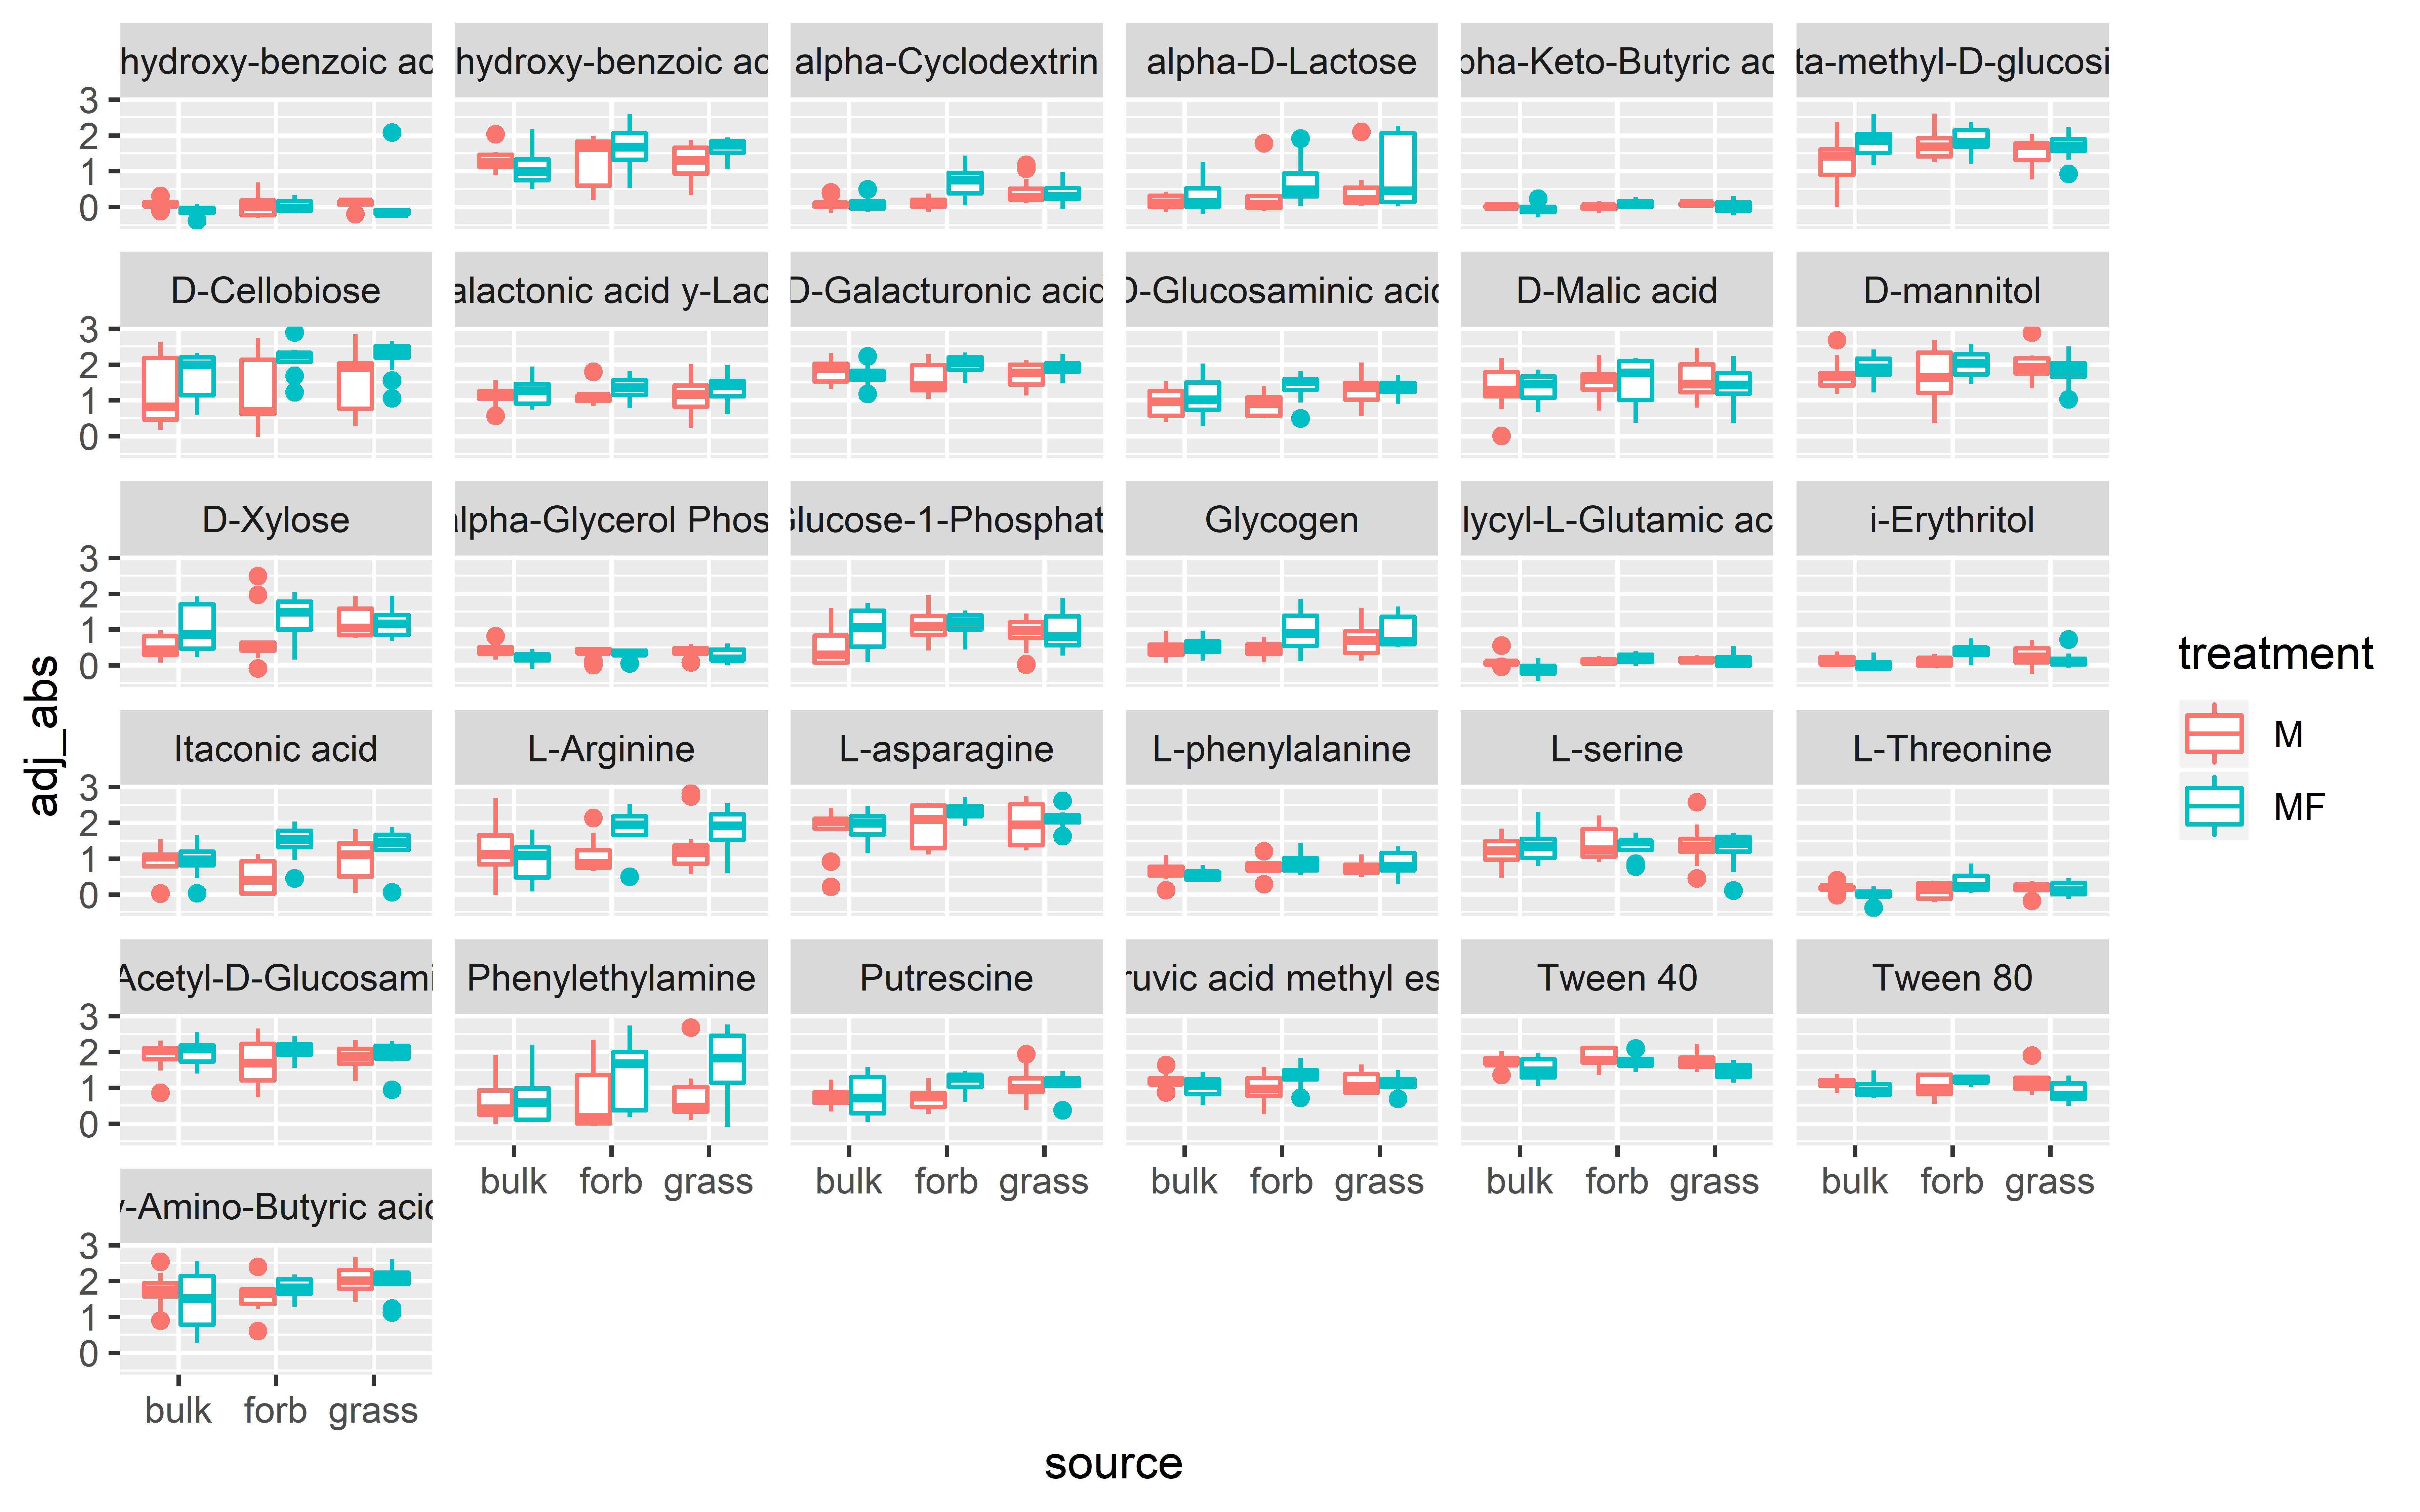 hydroxy-benzoic ac
hydroxy-benzoic ac
alpha-Cyclodextrin
alpha-D-Lactose
pha-Keto-Butyric ac
ta-methyl-D-glucosi
3
2
1
0
D-Cellobiose
alactonic acid y-Lac
D-Galacturonic acid
D-Glucosaminic acid
D-Malic acid
D-mannitol
3
2
1
0
D-Xylose
alpha-Glycerol Phos
Glucose-1-Phosphat
Glycogen
lycyl-L-Glutamic ac
i-Erythritol
3
2
1
0
adj_abs
treatment
M
MF
Itaconic acid
L-Arginine
L-asparagine
L-phenylalanine
L-serine
L-Threonine
3
2
1
0
Acetyl-D-Glucosami
Phenylethylamine
Putrescine
ruvic acid methyl es
Tween 40
Tween 80
3
2
1
0
bulk forb grass
bulk forb grass
bulk forb grass
bulk forb grass
bulk forb grass
y-Amino-Butyric acid
3
2
1
0
bulk forb grass
source